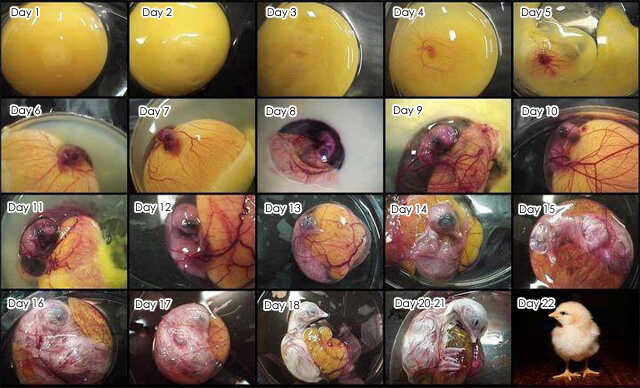 Day 1
Day 2
Day 3
Day 4
Day 5
Day 6
Day 7
Day 8
Day 9
Day 10
Day 11
Day 12
Day 13
Day 14
Day 15
Day 16
Day 17
Day 18
Day 20-21
Day 22